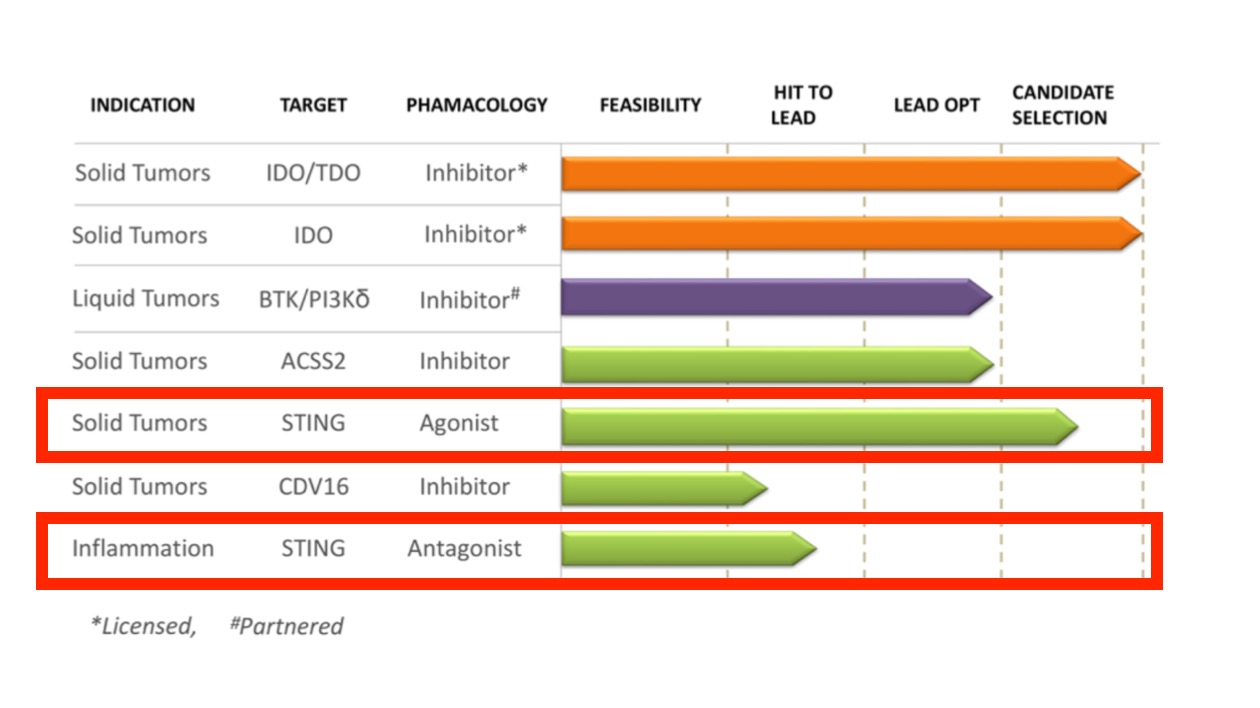 INDICATION TARGET PHAMACOLOGY FEASIBILITY HIT TO LEAD LEAD OPT CANDIDATE SELECTION
Solid Tumors IDO/TDO Inhibitor*
Solid Tumors IDO Inhibitor*
Liquid Tumors BTK/PI3Kδ Inhibitor#
Solid Tumors ACSS2 Inhibitor
Solid Tumors STING Agonist
Solid Tumors CDV16 Inhibitor
Inflammation STING Antagonist
*Licensed, #Partnered